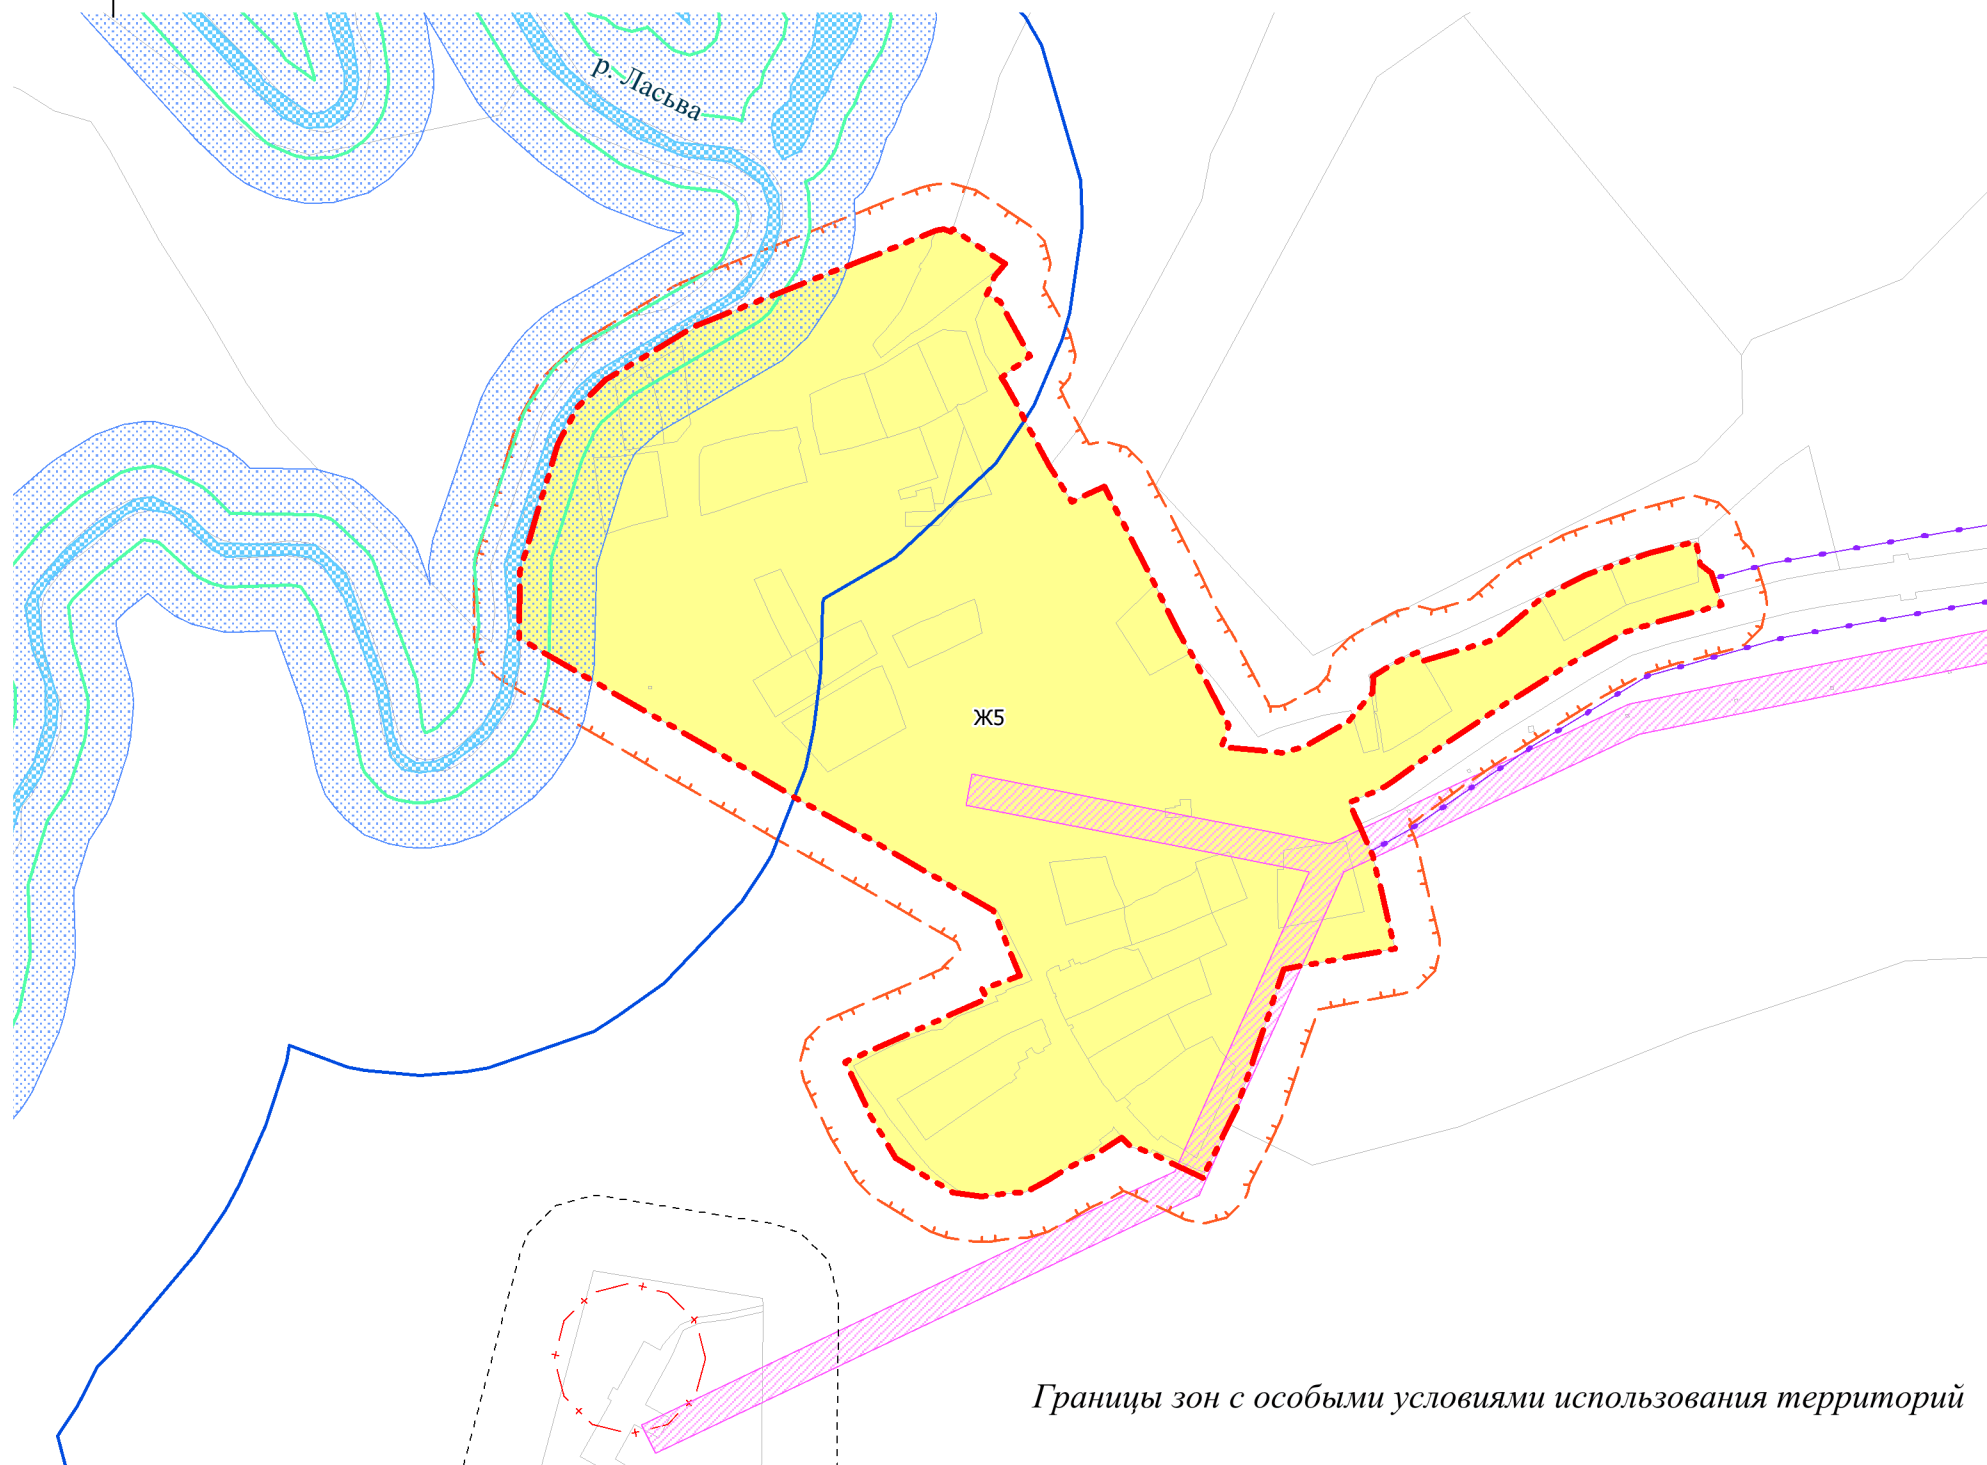 р. Ласьва
Ж5
Границы зон с особыми условиями использования территорий